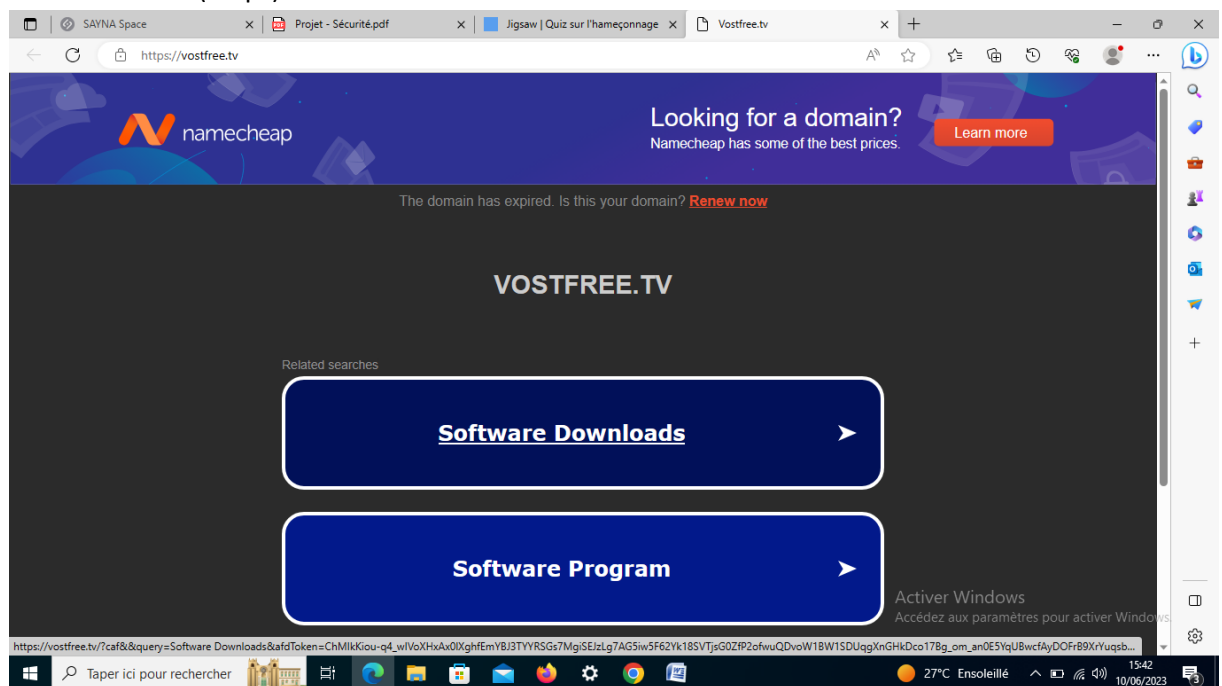 SAYNA Space
Projet - Sécurité.pdf
Jigsaw | Quiz sur l'hameçonnage
Vostfree.tv
https://vostfree.tv
namecheap
Looking for a domain?
Namecheap has some of the best prices.
Learn more
The domain has expired. Is this your domain? Renew now
VOSTFREE.TV
Related searches
Software Downloads
Software Program
Activer Windows
Accédez aux paramètres pour activer Windows.
Taper ici pour rechercher
27°C Ensoleillé
15:42
10/06/2023
3